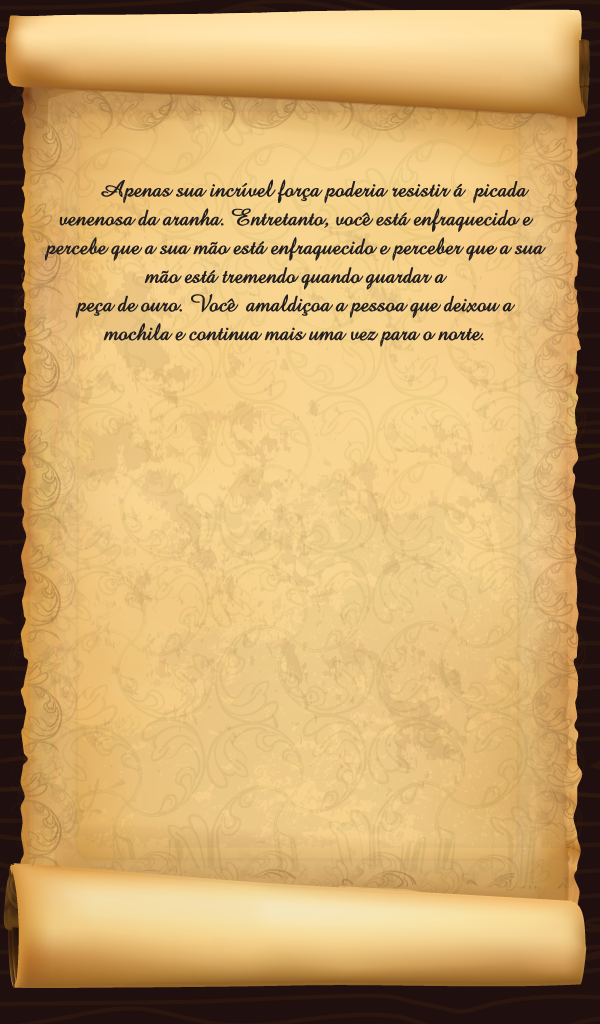 Apenas sua incrível força poderia resistir á picada
venenosa da aranha. Entretanto, você está enfraquecido e
percebe que a sua mão está enfraquecido e perceber que a sua
mão está tremendo quando guardar a
peça de ouro. Você amaldiçoa a pessoa que deixou a
mochila e continua mais uma vez para o norte.